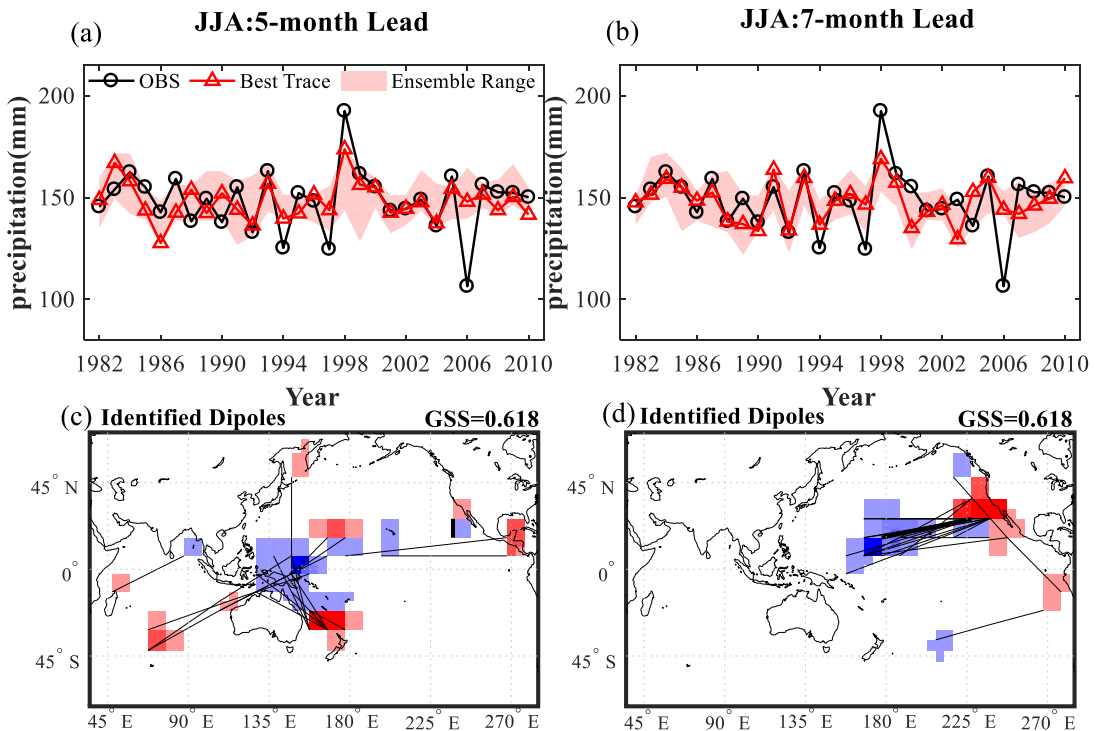 (a) JJA:5-month Lead
OBS Best Trace Ensemble Range
precipitation(mm)
200
150
100
1982 1986 1990 1994 1998 2002 2006 2010
Year
(b) JJA:7-month Lead
precipitation(mm)
200
150
100
1982 1986 1990 1994 1998 2002 2006 2010
Year
(c) Identified Dipoles GSS=0.618
45° N
0°
45° S
45° E 90° E 135° E 180° E 225° E 270° E
(d) Identified Dipoles GSS=0.618
45° N
0°
45° S
45° E 90° E 135° E 180° E 225° E 270° E